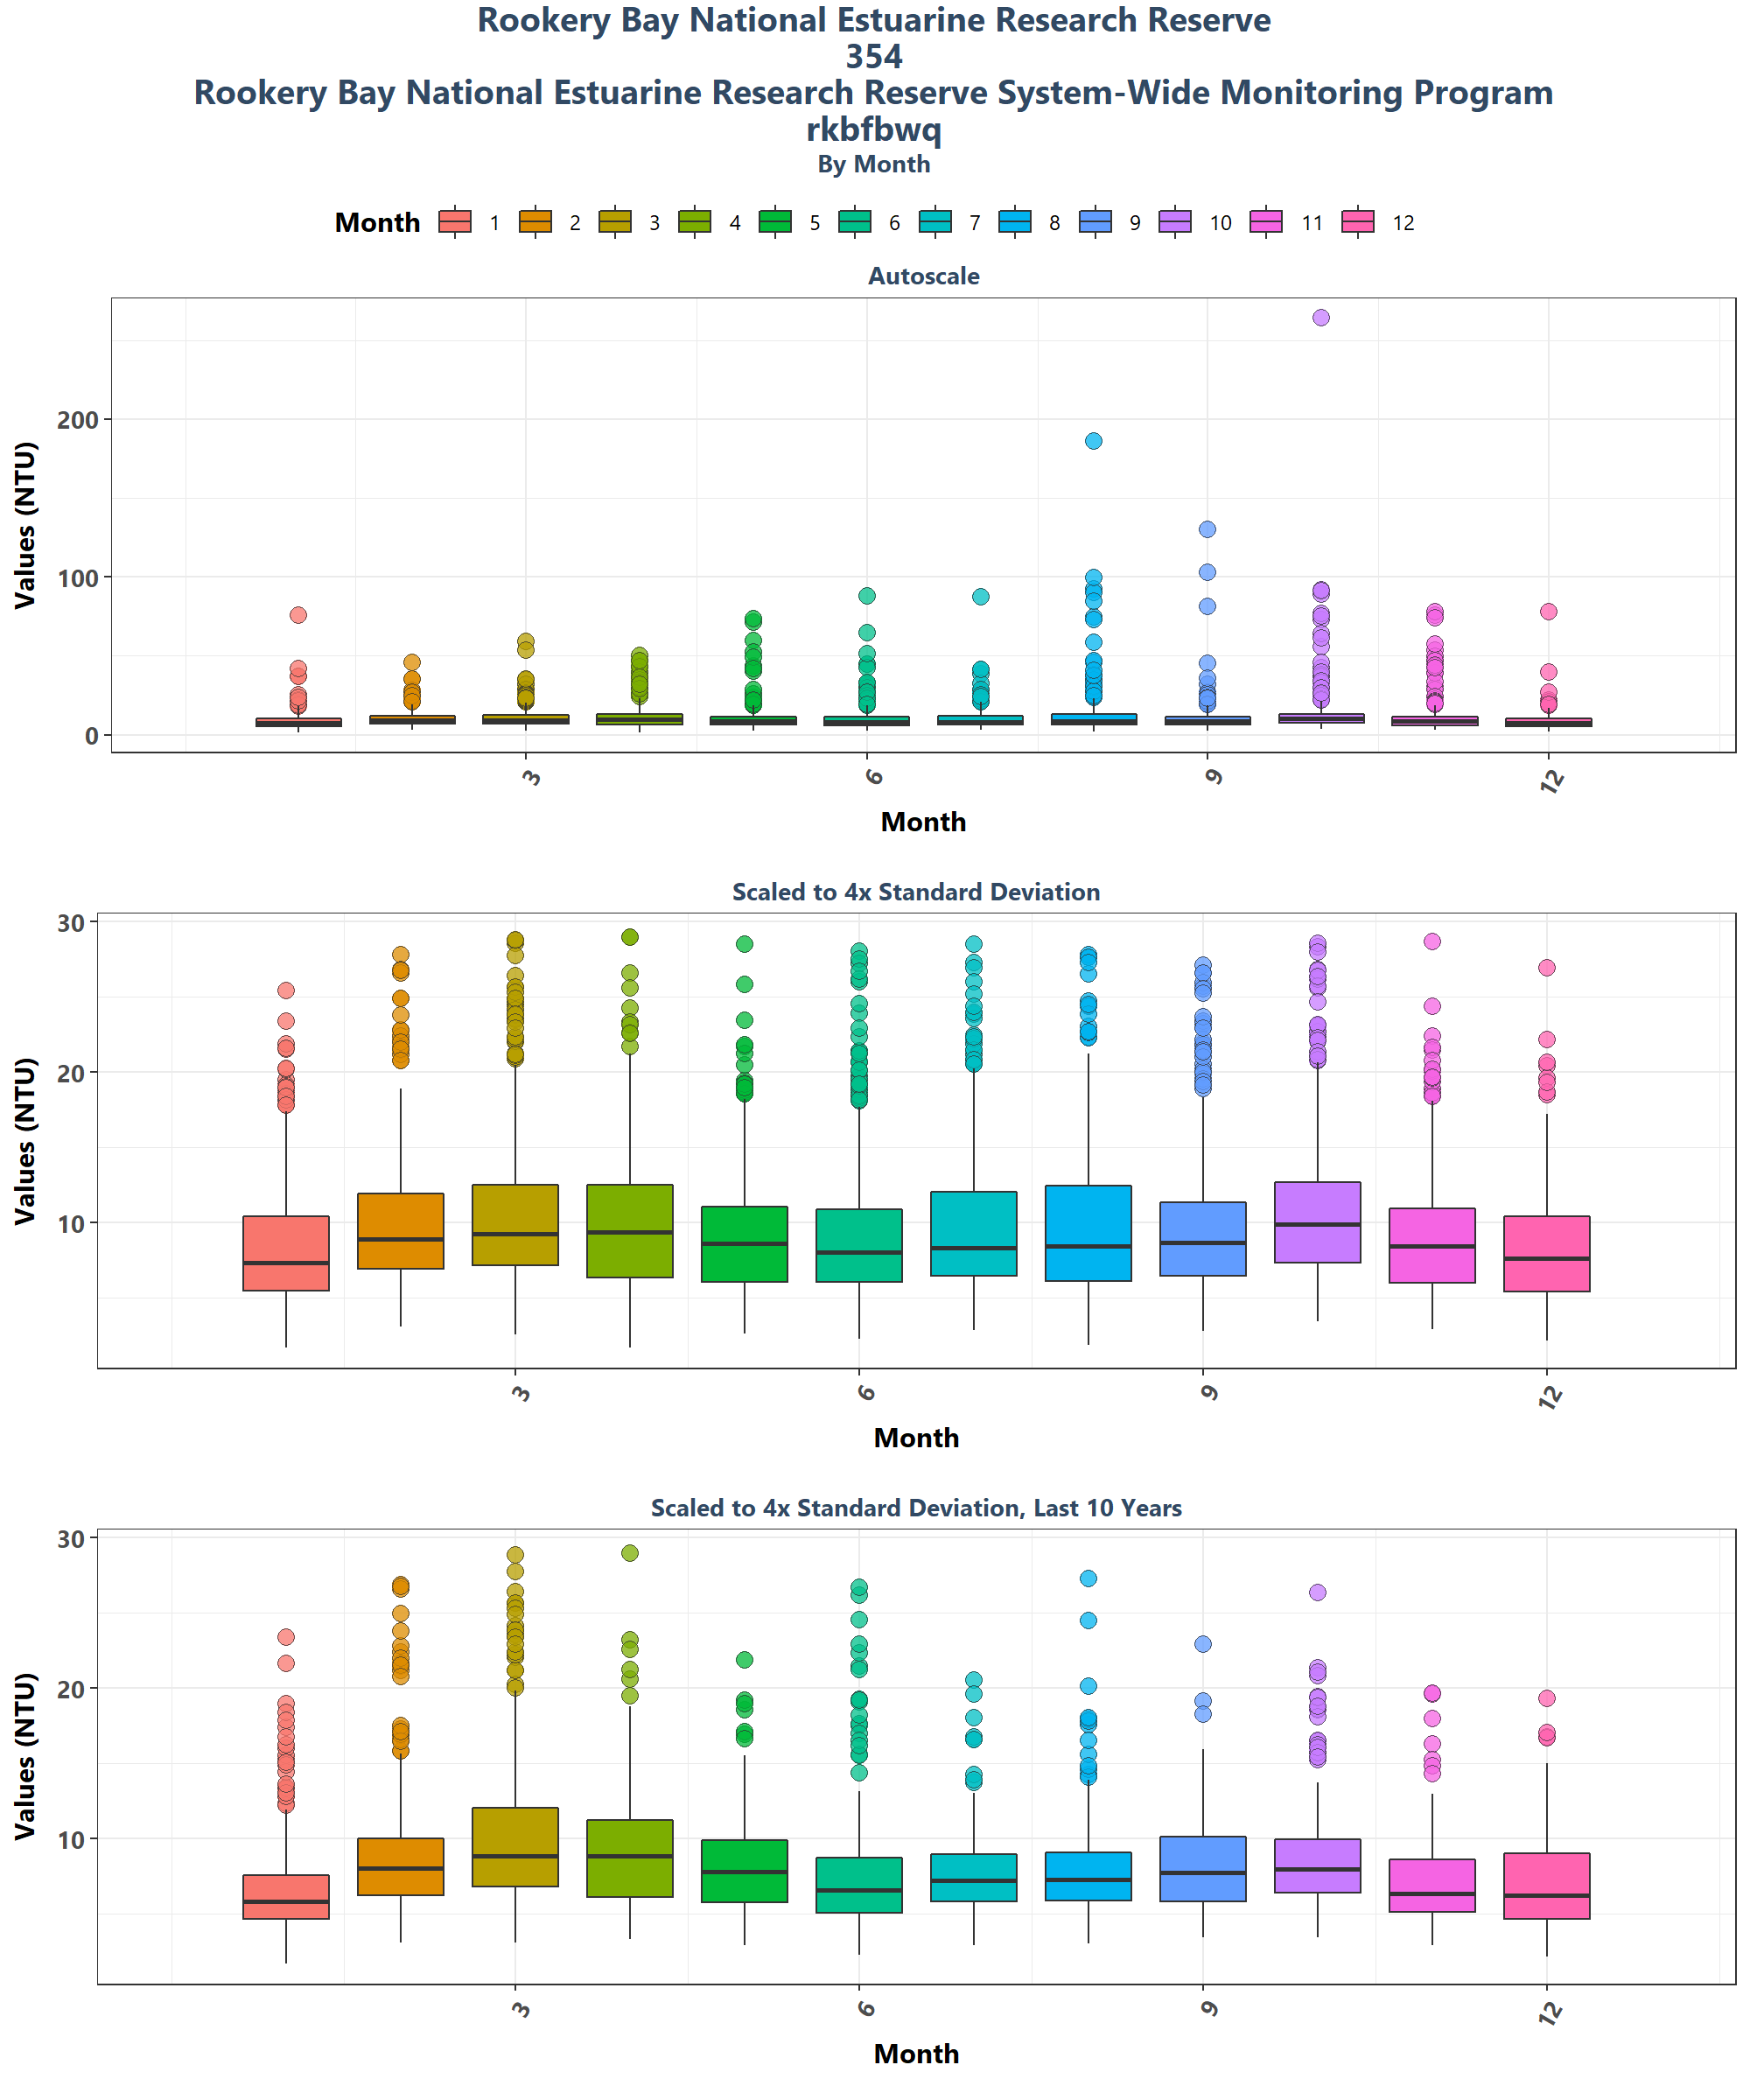 Rookery Bay National Estuarine Research Reserve
354
Rookery Bay National Estuarine Research Reserve System-Wide Monitoring Program
rkbfbwq
By Month
Month 1 2 3 4 5 6 7 8 9 10 11 12
Autoscale
Values (NTU)
200
100
0
3 6 9 12
Month
Scaled to 4x Standard Deviation
Values (NTU)
30
20
10
3 6 9 12
Month
Scaled to 4x Standard Deviation, Last 10 Years
Values (NTU)
30
20
10
3 6 9 12
Month